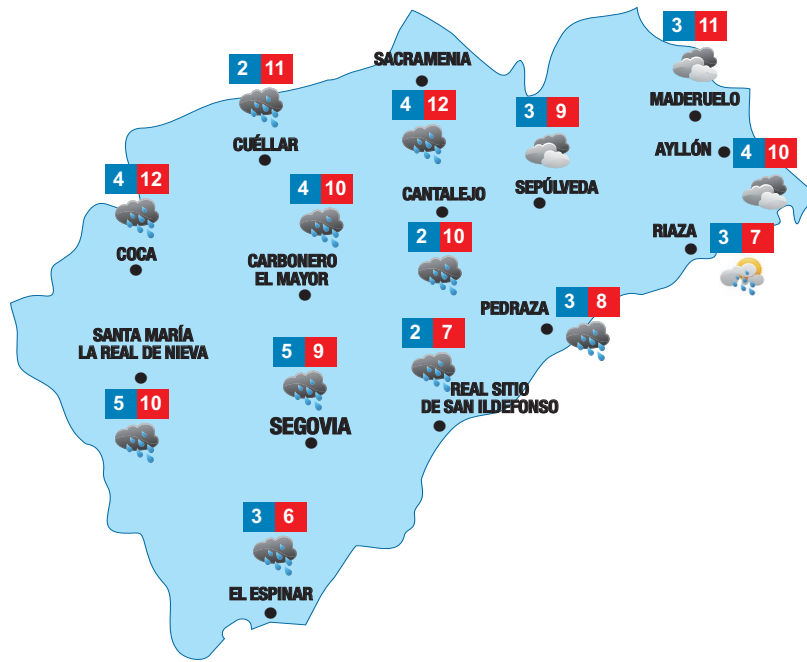 3 11
MADERUELO
SACRAMENIA
4 12
2 11
CUÉLLAR
3 9
SEPÚLVEDA
AYLLÓN
4 10
4 12
COCA
4 10
CARBONERO
EL MAYOR
CANTALEJO
2 10
RIAZA
3 7
PEDRAZA
3 8
SANTA MARÍA
LA REAL DE NIEVA
5 10
5 9
SEGOVIA
2 7
REAL SITIO
DE SAN ILDEFONSO
3 6
EL ESPINAR